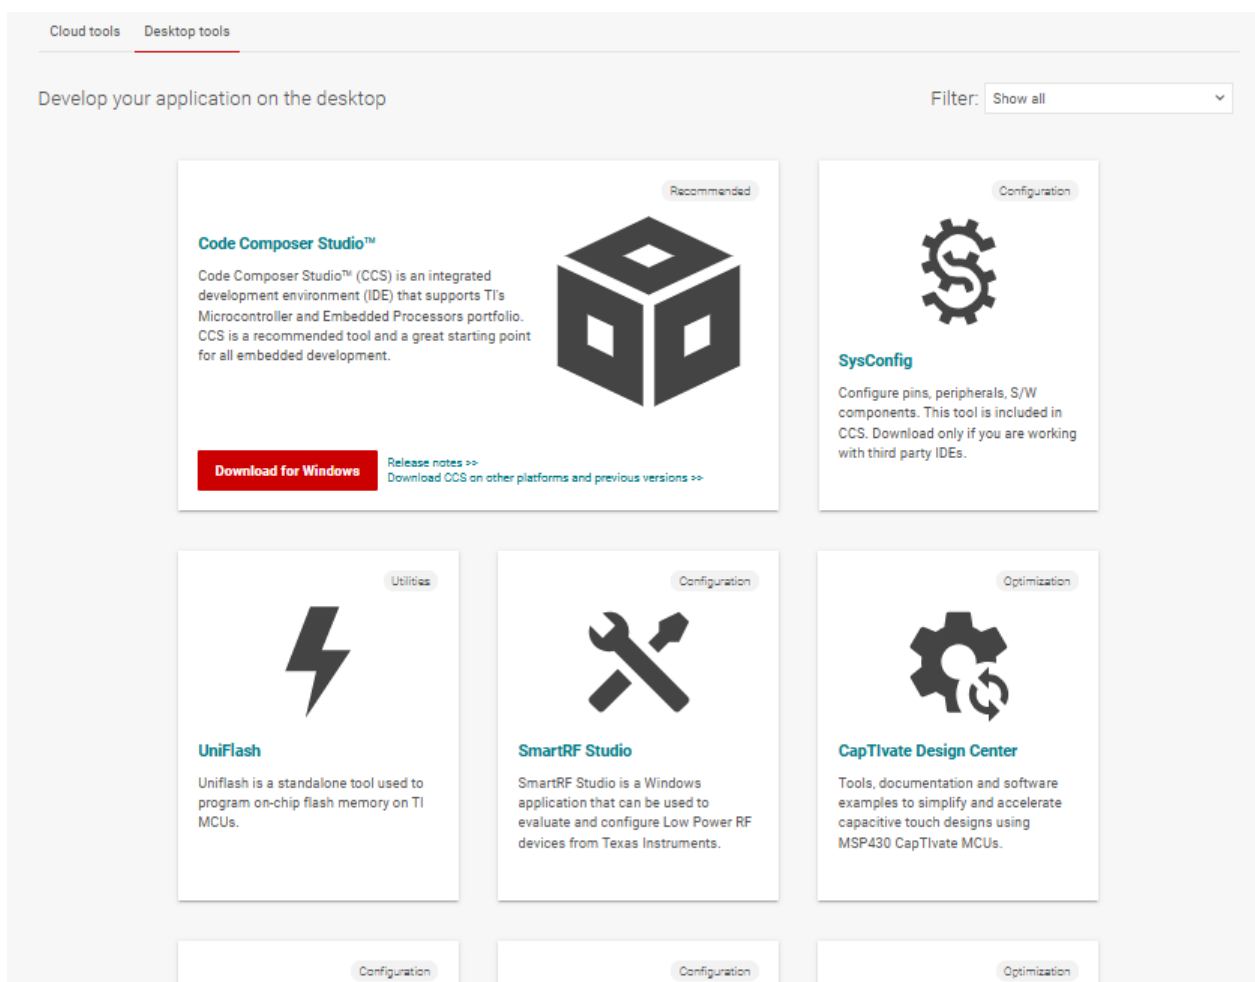 Cloud tools
Desktop tools
Develop your application on the desktop
Filter:
Show all
Recommended
Code Composer Studio™
Code Composer Studio™ (CCS) is an integrated
development environment (IDE) that supports TI's
Microcontroller and Embedded Processors portfolio.
CCS is a recommended tool and a great starting point
for all embedded development.
Download for Windows
Release notes >>
Download CCS on other platforms and previous versions >>
Configuration
SysConfig
Configure pins, peripherals, S/W
components. This tool is included in
CCS. Download only if you are working
with third party IDEs.
Utilities
UniFlash
Uniflash is a standalone tool used to
program on-chip flash memory on TI
MCUs.
Configuration
SmartRF Studio
SmartRF Studio is a Windows
application that can be used to
evaluate and configure Low Power RF
devices from Texas Instruments.
Optimization
CapTIvate Design Center
Tools, documentation and software
examples to simplify and accelerate
capacitive touch designs using
MSP430 CapTIvate MCUs.
Configuration
Configuration
Optimization